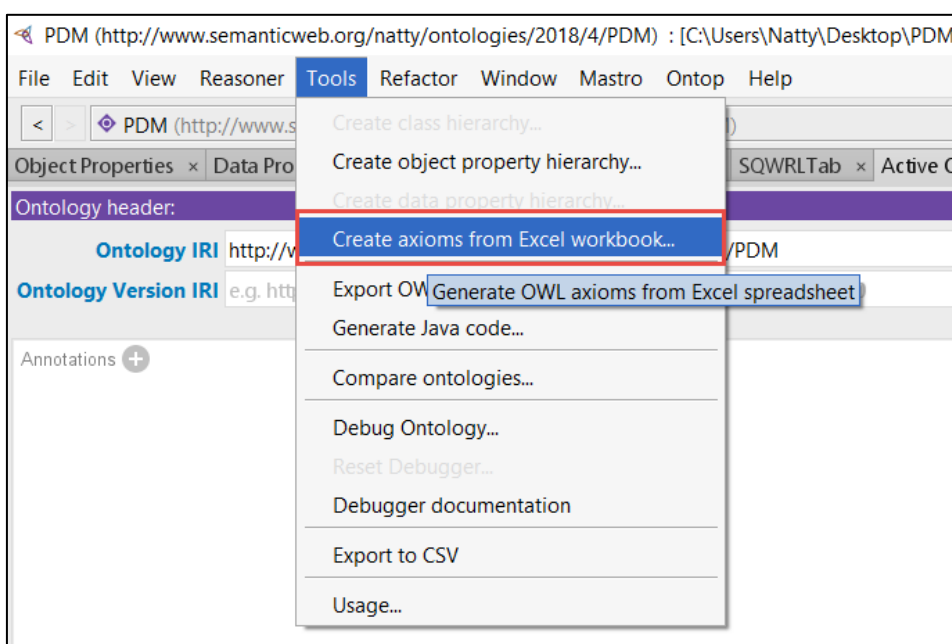 PDM (http://www.semanticweb.org/natty/ontologies/2018/4/PDM) : [C:\Users\Natty\Desktop\PDM
File Edit View Reasoner Tools Refactor Window Mastro Ontop Help
< > PDM (http://www.s )
Object Properties × Data Pro SQWRLTab × Active O
Ontology header:
Ontology IRI http://w /PDM
Ontology Version IRI e.g. http
Annotations
Create class hierarchy...
Create object property hierarchy...
Create data property hierarchy...
Create axioms from Excel workbook...
Export OW
Generate OWL axioms from Excel spreadsheet
Generate Java code...
Compare ontologies...
Debug Ontology...
Reset Debugger...
Debugger documentation
Export to CSV
Usage...